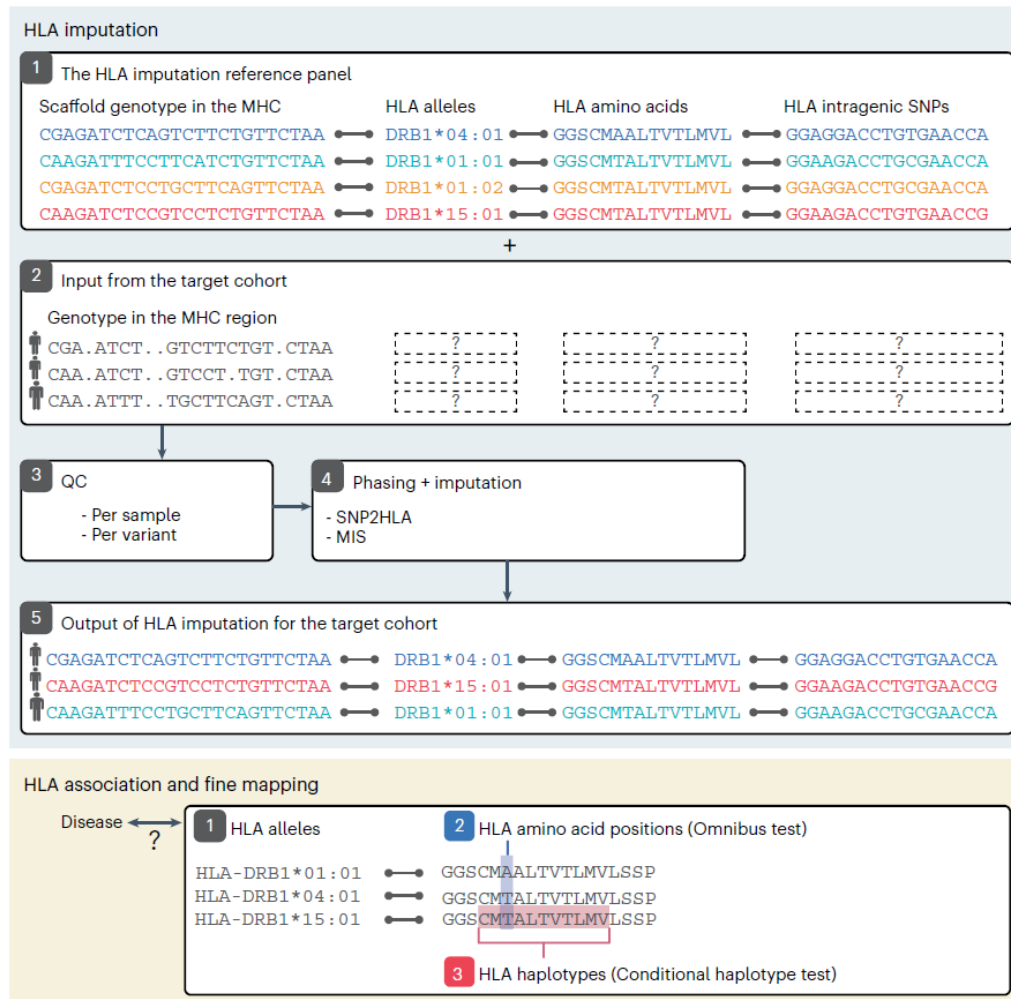 HLA imputation
1 The HLA imputation reference panel
Scaffold genotype in the MHC HLA alleles HLA amino acids HLA intragenic SNPs
CGAGATCTCAGTCTTCTGTTCTAA DRB1*04:01 GGSCMAALTVTLMVL GGAGGACCTGTGAACCA
CAAGATTTCCTTCATCTGTTCTAA DRB1*01:01 GGSCMTALTVTLMVL GGAAGACCTGCGAACCA
CGAGATCTCCTGCTTCAGTTCTAA DRB1*01:02 GGSCMTALTVTLMVL GGAGGACCTGCGAACCA
CAAGATCTCCGTCCTCTGTTCTAA DRB1*15:01 GGSCMTALTVTLMVL GGAAGACCTGTGAACCG
+
2 Input from the target cohort
Genotype in the MHC region
CGA.ATCT..GTCTTCTGT.CTAA ? ? ?
CAA.ATCT..GTCCT.TGT.CTAA ? ? ?
CAA.ATTT..TGCTTCAGT.CTAA ? ? ?
3 QC
- Per sample
- Per variant
4 Phasing + imputation
- SNP2HLA
- MIS
5 Output of HLA imputation for the target cohort
CGAGATCTCAGTCTTCTGTTCTAA DRB1*04:01 GGSCMAALTVTLMVL GGAGGACCTGTGAACCA
CAAGATCTCCGTCCTCTGTTCTAA DRB1*15:01 GGSCMTALTVTLMVL GGAAGACCTGTGAACCG
CAAGATTTCCTGCTTCAGTTCTAA DRB1*01:01 GGSCMTALTVTLMVL GGAAGACCTGCGAACCA
HLA association and fine mapping
Disease ?
1 HLA alleles 2 HLA amino acid positions (Omnibus test)
HLA-DRB1*01:01 GGSCMAALTVTLMVLSSP
HLA-DRB1*04:01 GGSCMTALTVTLMVLSSP
HLA-DRB1*15:01 GGSCMTALTVTLMVLSSP
3 HLA haplotypes (Conditional haplotype test)